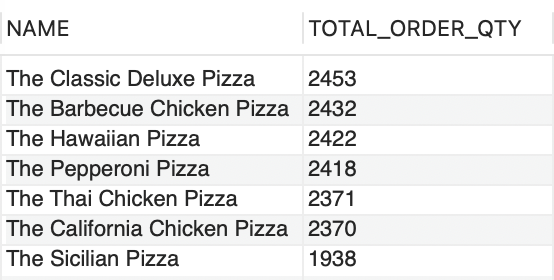 NAME TOTAL_ORDER_QTY
The Classic Deluxe Pizza 2453
The Barbecue Chicken Pizza 2432
The Hawaiian Pizza 2422
The Pepperoni Pizza 2418
The Thai Chicken Pizza 2371
The California Chicken Pizza 2370
The Sicilian Pizza 1938